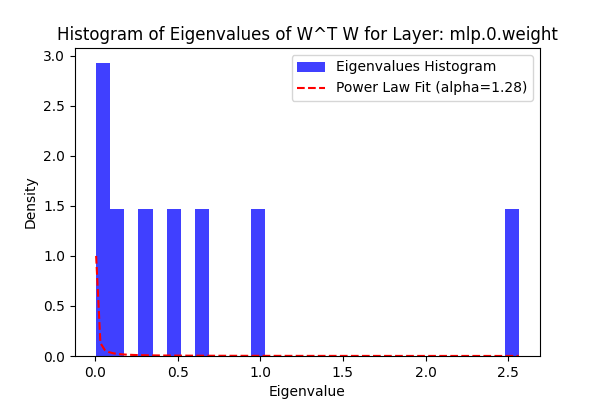 Histogram of Eigenvalues of W^T W for Layer: mlp.0.weight
Eigenvalues Histogram
Power Law Fit (alpha=1.28)
3.0
2.5
2.0
1.5
1.0
0.5
0.0
Density
0.0 0.5 1.0 1.5 2.0 2.5
Eigenvalue